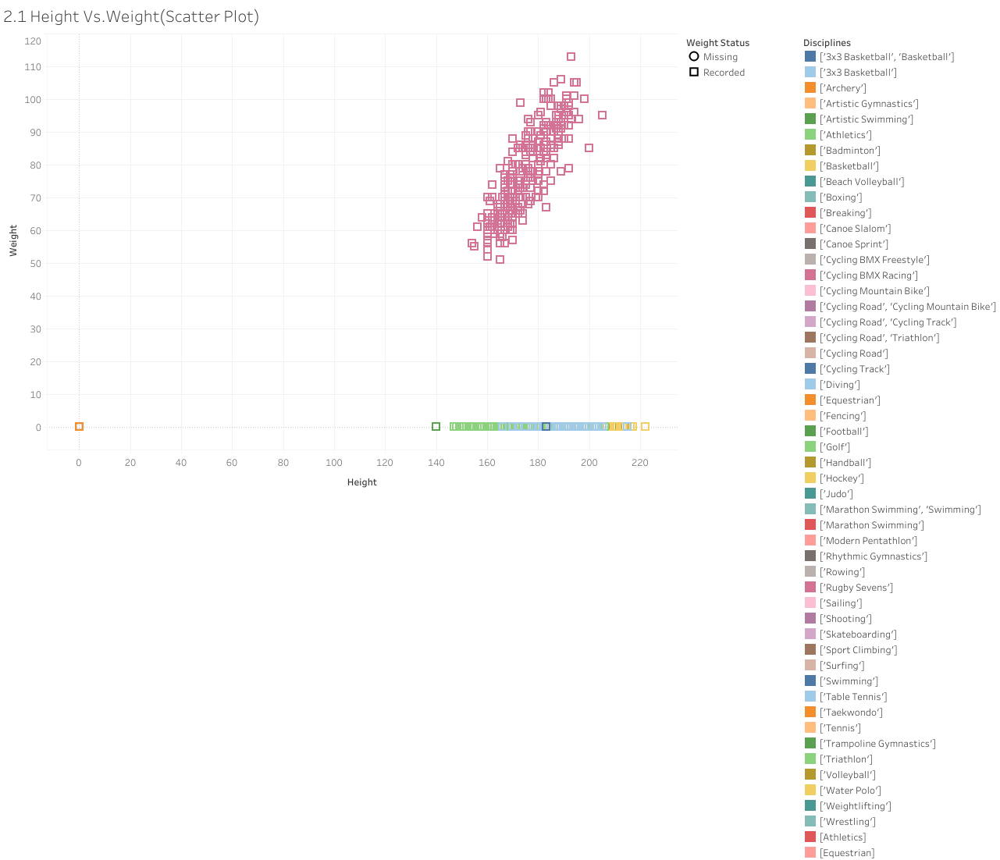 2.1 Height Vs.Weight(Scatter Plot)
120
110
100
90
80
70
60
50
40
30
20
10
0
Weight
0 20 40 60 80 100 120 140 160 180 200 220
Height
Weight Status
Missing
Recorded
Disciplines
['3x3 Basketball', 'Basketball']
['3x3 Basketball']
['Archery']
['Artistic Gymnastics']
['Artistic Swimming']
['Athletics']
['Badminton']
['Basketball']
['Beach Volleyball']
['Boxing']
['Breaking']
['Canoe Slalom']
['Canoe Sprint']
['Cycling BMX Freestyle']
['Cycling BMX Racing']
['Cycling Mountain Bike']
['Cycling Road', 'Cycling Mountain Bike']
['Cycling Road', 'Cycling Track']
['Cycling Road', 'Triathlon']
['Cycling Road']
['Cycling Track']
['Diving']
['Equestrian']
['Fencing']
['Football']
['Golf']
['Handball']
['Hockey']
['Judo']
['Marathon Swimming', 'Swimming']
['Marathon Swimming']
['Modern Pentathlon']
['Rhythmic Gymnastics']
['Rowing']
['Rugby Sevens']
['Sailing']
['Shooting']
['Skateboarding']
['Sport Climbing']
['Surfing']
['Swimming']
['Table Tennis']
['Taekwondo']
['Tennis']
['Trampoline Gymnastics']
['Triathlon']
['Volleyball']
['Water Polo']
['Weightlifting']
['Wrestling']
[Athletics]
[Equestrian]